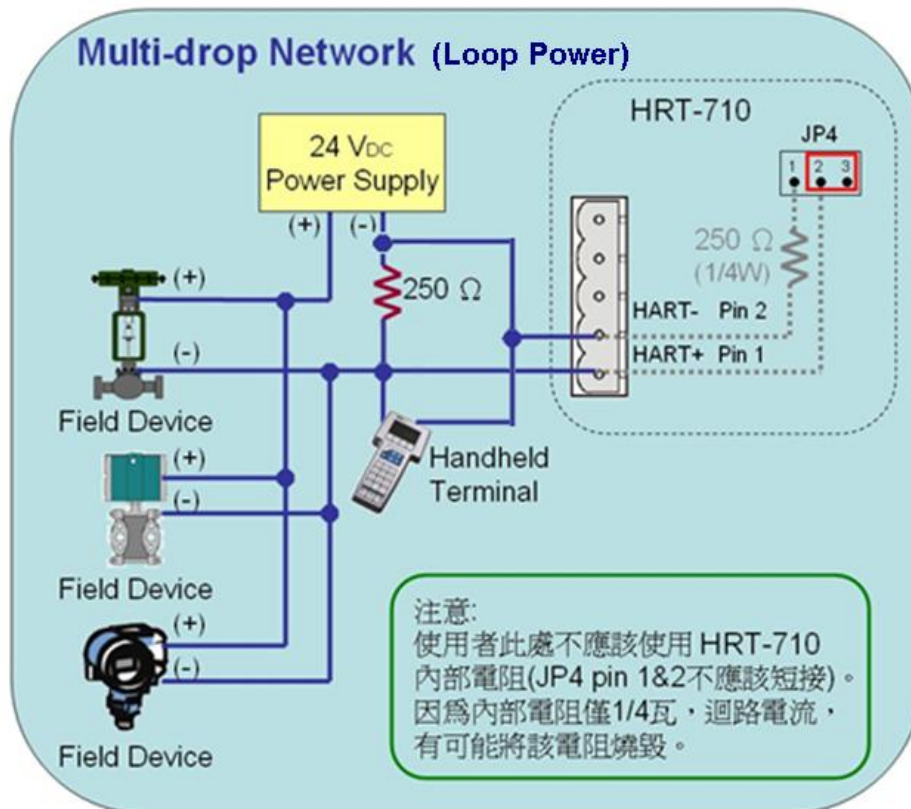 Multi-drop Network (Loop Power)
HRT-710
JP4
1 2 3
24 VDC
Power Supply
(+) (-)
250 Ω
250 Ω
(1/4W)
HART- Pin 2
HART+ Pin 1
(+)
(-)
Field Device
Handheld
Terminal
(+)
(-)
Field Device
(+)
(-)
Field Device
注意:
使用者此處不應該使用 HRT-710
內部電阻(JP4 pin 1&2不應該短接)。
因爲內部電阻僅1/4瓦，迴路電流，
有可能將該電阻燒毀。